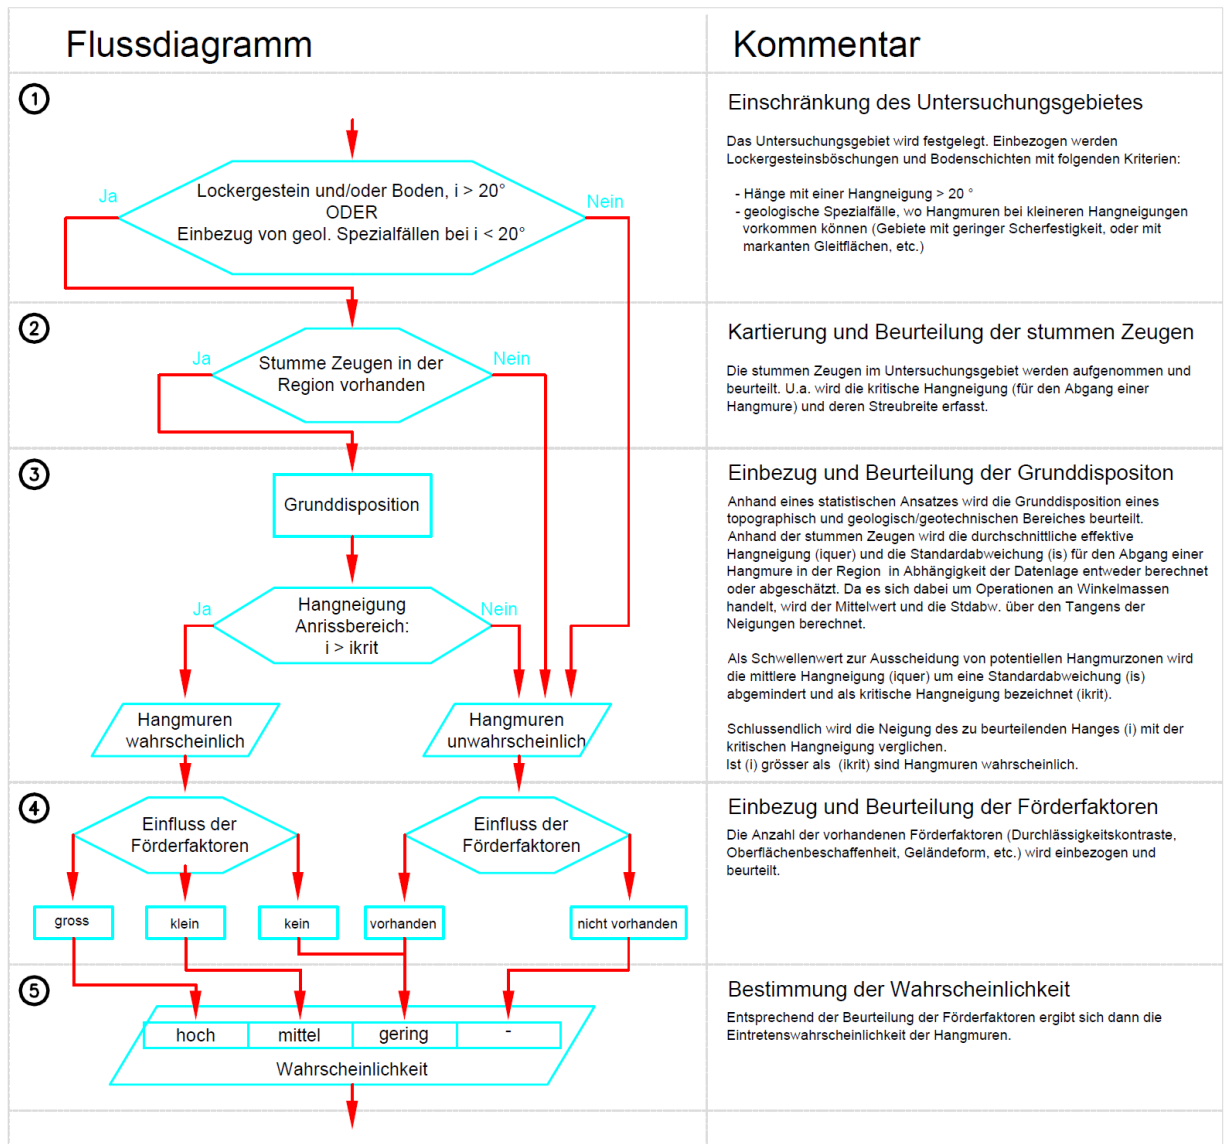 Flussdiagramm
Kommentar
1
Ja
Lockergestein und/oder Boden, i > 20°
ODER
Einbezug von geol. Spezialfällen bei i < 20°
Nein
Einschränkung des Untersuchungsgebietes
Das Untersuchungsgebiet wird festgelegt. Einbezogen werden
Lockergesteinsböschungen und Bodenschichten mit folgenden Kriterien:
- Hänge mit einer Hangneigung > 20 °
- geologische Spezialfälle, wo Hangmuren bei kleineren Hangneigungen
vorkommen können (Gebiete mit geringer Scherfestigkeit, oder mit
markanten Gleitflächen, etc.)
2
Ja
Stumme Zeugen in der
Region vorhanden
Nein
Kartierung und Beurteilung der stummen Zeugen
Die stummen Zeugen im Untersuchungsgebiet werden aufgenommen und
beurteilt. U.a. wird die kritische Hangneigung (für den Abgang einer
Hangmure) und deren Streubreite erfasst.
3
Grunddisposition
Ja
Hangneigung
Anrissbereich:
i > ikrit
Nein
Hangmuren
wahrscheinlich
Hangmuren
unwahrscheinlich
Einbezug und Beurteilung der Grunddispositon
Anhand eines statistischen Ansatzes wird die Grunddisposition eines
topographisch und geologisch/geotechnischen Bereiches beurteilt.
Anhand der stummen Zeugen wird die durchschnittliche effektive
Hangneigung (iquer) und die Standardabweichung (is) für den Abgang einer
Hangmure in der Region in Abhängigkeit der Datenlage entweder berechnet
oder abgeschätzt. Da es sich dabei um Operationen an Winkelmassen
handelt, wird der Mittelwert und die Stdabw. über den Tangens der
Neigungen berechnet.
Als Schwellenwert zur Ausscheidung von potentiellen Hangmurzonen wird
die mittlere Hangneigung (iquer) um eine Standardabweichung (is)
abgemindert und als kritische Hangneigung bezeichnet (ikrit).
Schlussendlich wird die Neigung des zu beurteilenden Hanges (i) mit der
kritischen Hangneigung verglichen.
Ist (i) grösser als (ikrit) sind Hangmuren wahrscheinlich.
4
Einfluss der
Förderfaktoren
Einfluss der
Förderfaktoren
gross
klein
kein
vorhanden
nicht vorhanden
Einbezug und Beurteilung der Förderfaktoren
Die Anzahl der vorhandenen Förderfaktoren (Durchlässigkeitskontraste,
Oberflächenbeschaffenheit, Geländeform, etc.) wird einbezogen und
beurteilt.
5
hoch
mittel
gering
-
Wahrscheinlichkeit
Bestimmung der Wahrscheinlichkeit
Entsprechend der Beurteilung der Förderfaktoren ergibt sich dann die
Eintretenswahrscheinlichkeit der Hangmuren.